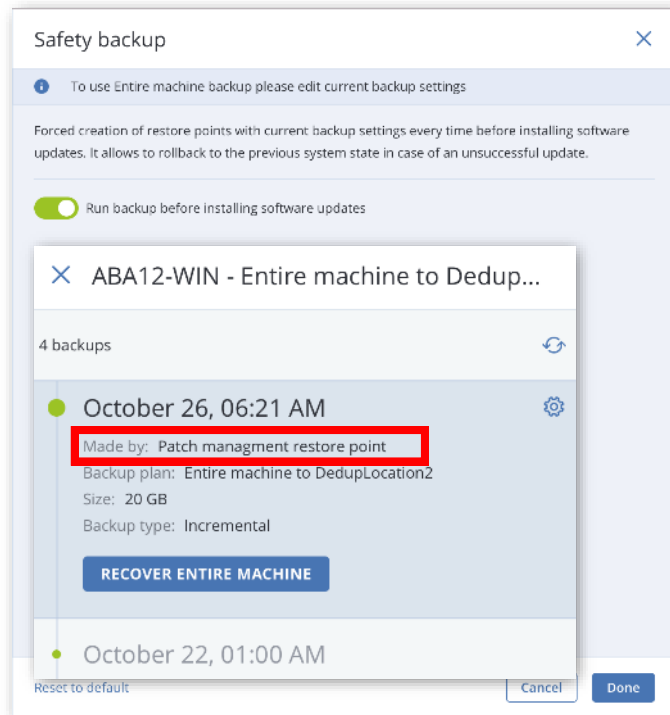 Safety backup
To use Entire machine backup please edit current backup settings
Forced creation of restore points with current backup settings every time before installing software
updates. It allows to rollback to the previous system state in case of an unsuccessful update.
Run backup before installing software updates
ABA12-WIN - Entire machine to Dedup...
4 backups
October 26, 06:21 AM
Made by: Patch managment restore point
Backup plan: Entire machine to DedupLocation2
Size: 20 GB
Backup type: Incremental
RECOVER ENTIRE MACHINE
October 22, 01:00 AM
Reset to default
Cancel
Done